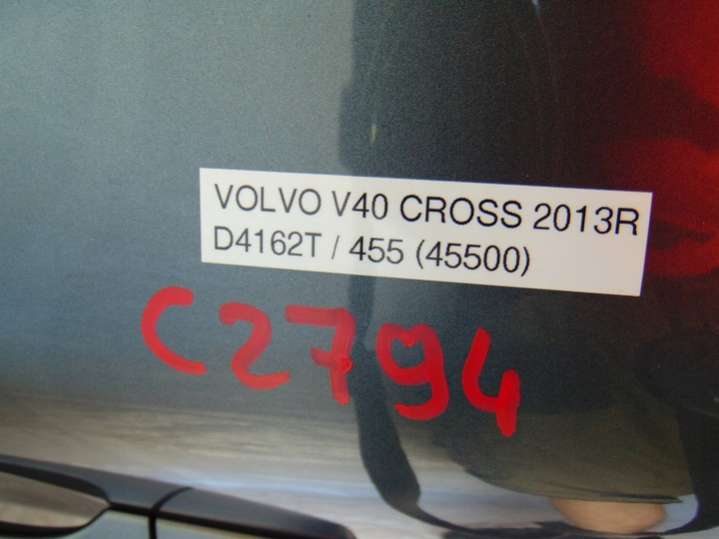 VOLVO V40 CROSS 2013R
D4162T / 455 (45500)
C2794